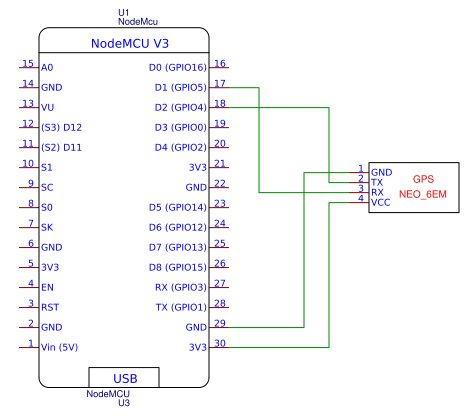 U1
NodeMcu
NodeMCU V3
15 A0 D0 (GPIO16) 16
14 GND D1 (GPIO5) 17
13 VU D2 (GPIO4) 18
12 (S3) D12 D3 (GPIO0) 19
11 (S2) D11 D4 (GPIO2) 20
10 S1 3V3 21
9 SC GND 22
8 S0 D5 (GPIO14) 23
7 SK D6 (GPIO12) 24
6 GND D7 (GPIO13) 25
5 3V3 D8 (GPIO15) 26
4 EN RX (GPIO3) 27
3 RST TX (GPIO1) 28
2 GND GND 29
1 Vin (5V) 3V3 30
USB
NodeMCU
U3
1 GND
2 TX
3 RX
4 VCC
GPS
NEO_6EM